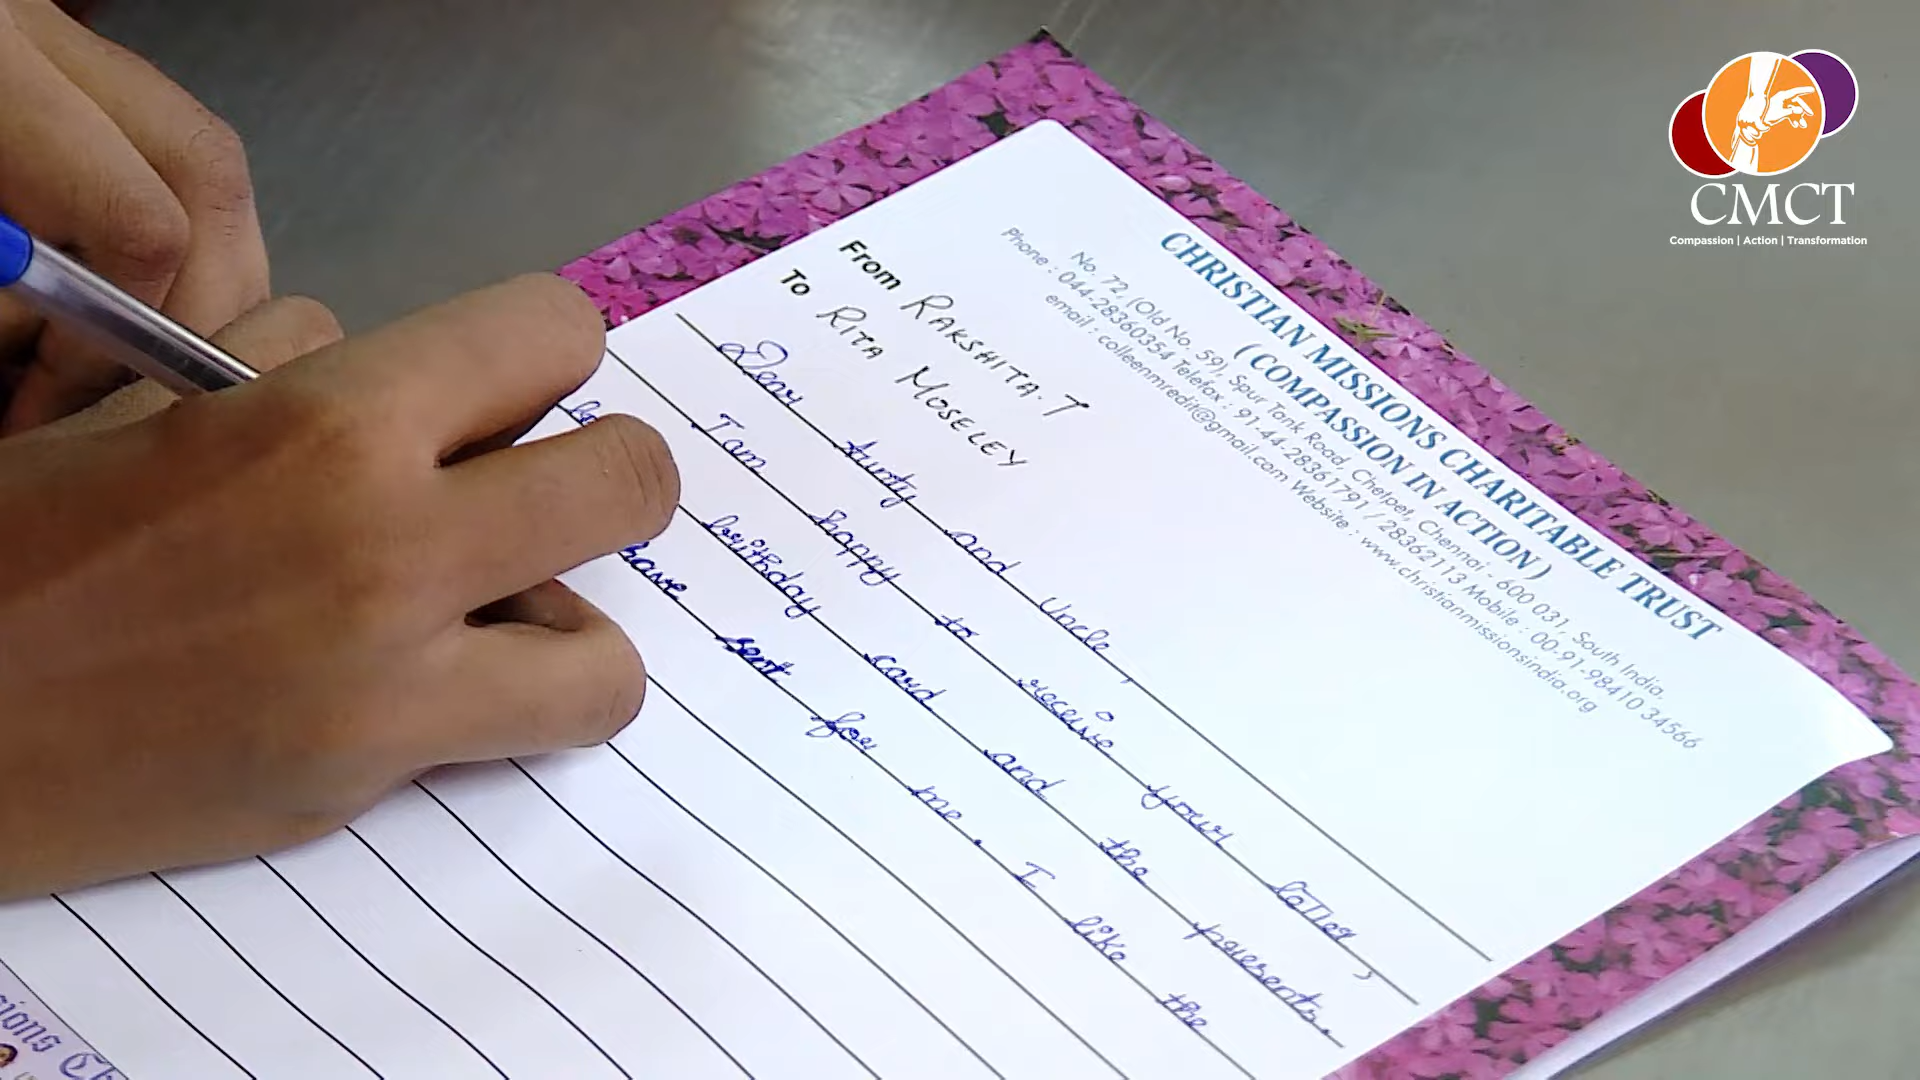 CMCT
Compassion | Action | Transformation
CHRISTIAN MISSIONS CHARITABLE TRUST
(COMPASSION IN ACTION)
No. 72, (Old No. 59), Spur Tank Road, Chetpet, Chennai - 600 031, South India,
Phone : 044-28360354 Telefax : 91-44-28361791 / 28362113 Mobile : 00-91-98410 34566
email : colleenmredit@gmail.com Website : www.christianmissionsindia.org
From RAKSHITA.T
To RITA MOSELEY
Dear Aunty and Uncle,
I am happy to receive your letter,
birthday card and the presents.
have sent for me. I like the
sions